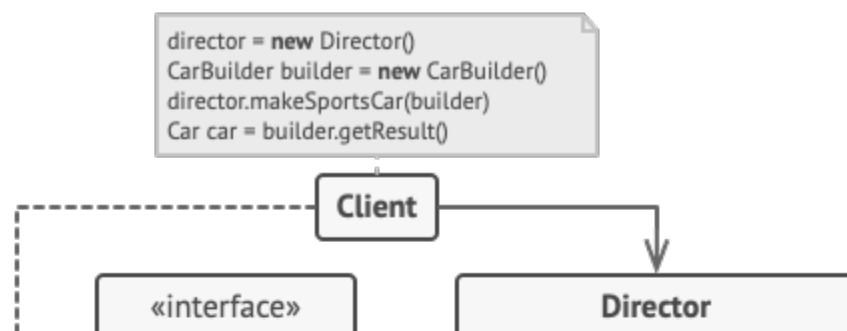 director = new Director()
CarBuilder builder = new CarBuilder()
director.makeSportsCar(builder)
Car car = builder.getResult()
Client
«interface»
Director